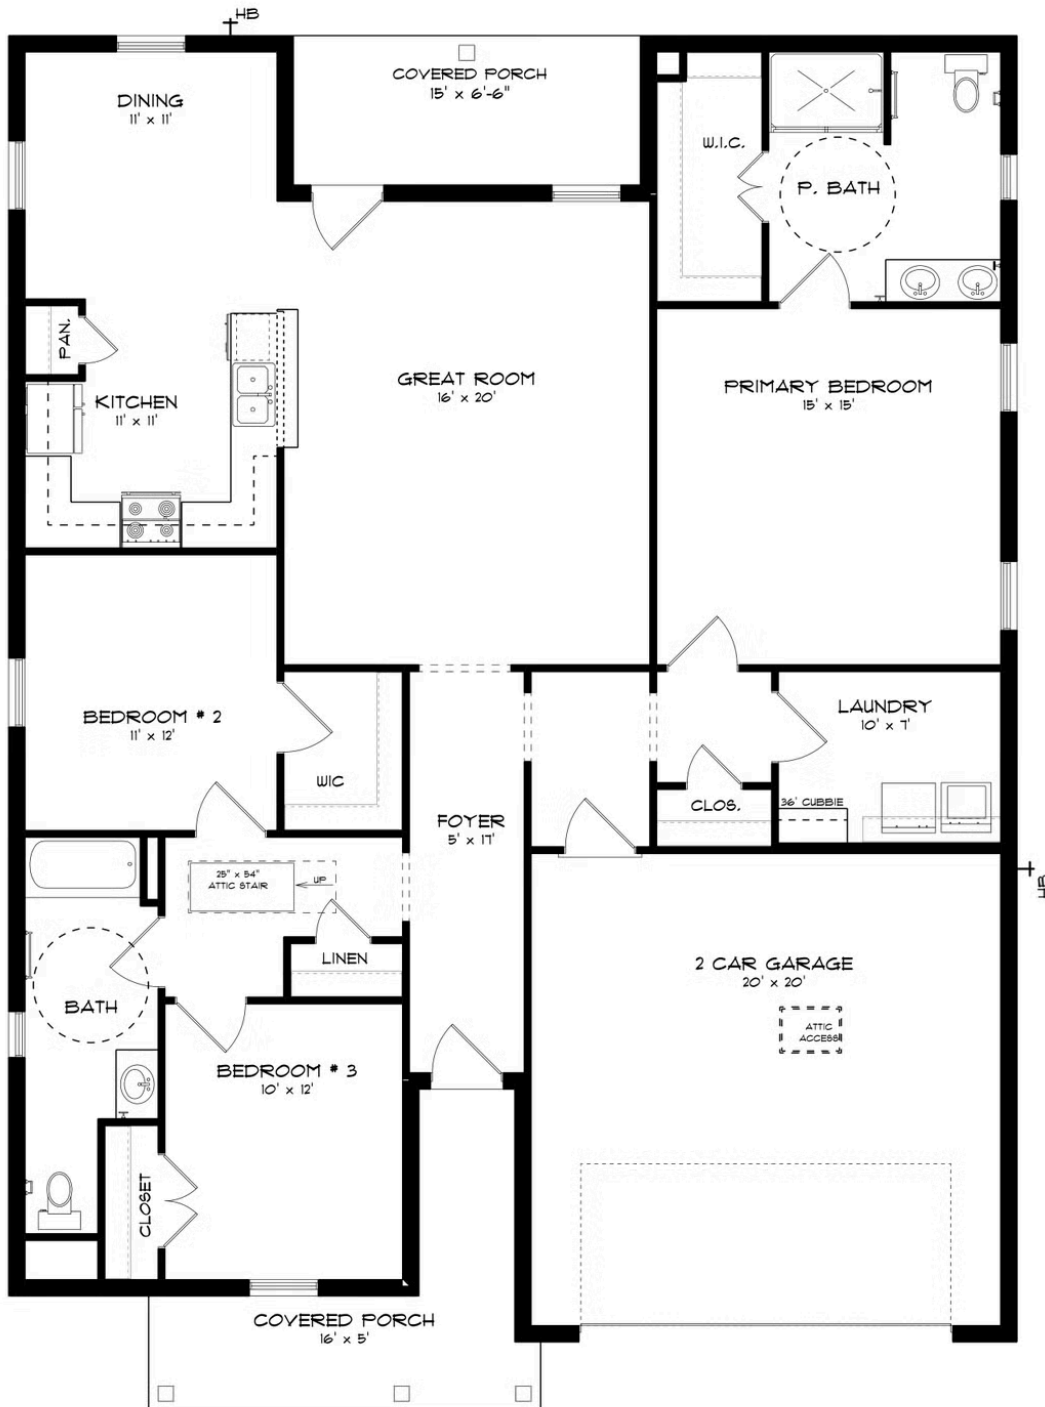 HB
COVERED PORCH
15' x 6'-6"
DINING
11' x 11'
W.I.C.
P. BATH
PAN.
KITCHEN
11' x 11'
GREAT ROOM
16' x 20'
PRIMARY BEDROOM
15' x 15'
BEDROOM # 2
11' x 12'
WIC
FOYER
5' x 17'
LAUNDRY
10' x 7'
CLOS.
36' CUBBIE
25" x 54"
ATTIC STAIR
UP
HB
LINEN
BATH
2 CAR GARAGE
20' x 20'
ATTIC
ACCESS
BEDROOM # 3
10' x 12'
CLOSET
COVERED PORCH
16' x 5'